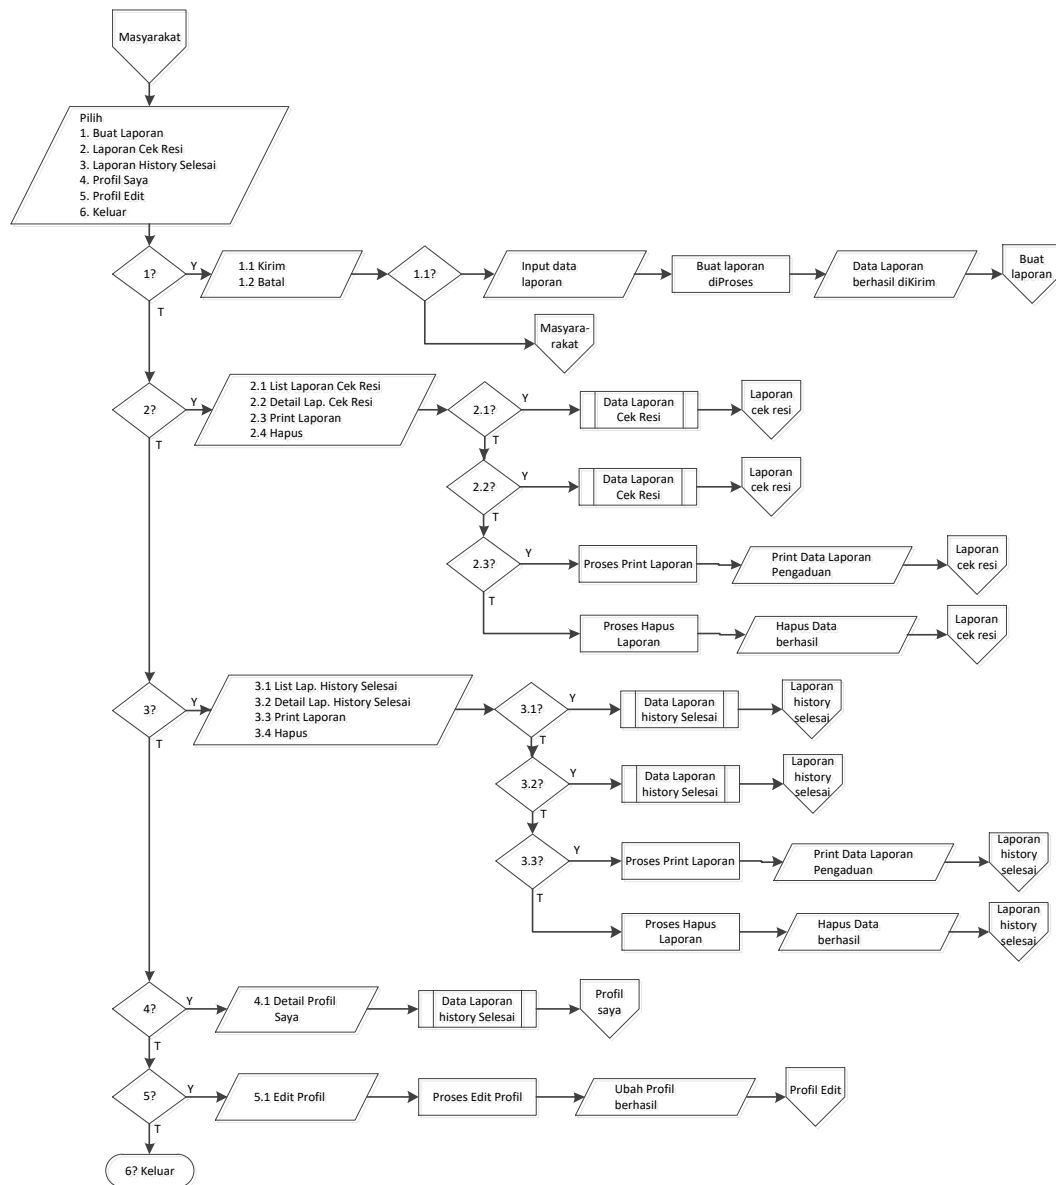 Masyarakat
Pilih
1. Buat Laporan
2. Laporan Cek Resi
3. Laporan History Selesai
4. Profil Saya
5. Profil Edit
6. Keluar
1?
Y
T
1.1 Kirim
1.2 Batal
1.1?
Input data
laporan
Buat laporan
diProses
Data Laporan
berhasil diKirim
Buat
laporan
Masyara-
rakat
2?
Y
T
2.1 List Laporan Cek Resi
2.2 Detail Lap. Cek Resi
2.3 Print Laporan
2.4 Hapus
2.1?
Y
T
Data Laporan
Cek Resi
Laporan
cek resi
2.2?
Y
T
Data Laporan
Cek Resi
Laporan
cek resi
2.3?
Y
T
Proses Print Laporan
Print Data Laporan
Pengaduan
Laporan
cek resi
Proses Hapus
Laporan
Hapus Data
berhasil
Laporan
cek resi
3?
Y
T
3.1 List Lap. History Selesai
3.2 Detail Lap. History Selesai
3.3 Print Laporan
3.4 Hapus
3.1?
Y
T
Data Laporan
history Selesai
Laporan
history
selesai
3.2?
Y
T
Data Laporan
history Selesai
Laporan
history
selesai
3.3?
Y
T
Proses Print Laporan
Print Data Laporan
Pengaduan
Laporan
history
selesai
Proses Hapus
Laporan
Hapus Data
berhasil
Laporan
history
selesai
4?
Y
T
4.1 Detail Profil
Saya
Data Laporan
history Selesai
Profil
saya
5?
Y
T
5.1 Edit Profil
Proses Edit Profil
Ubah Profil
berhasil
Profil Edit
6? Keluar